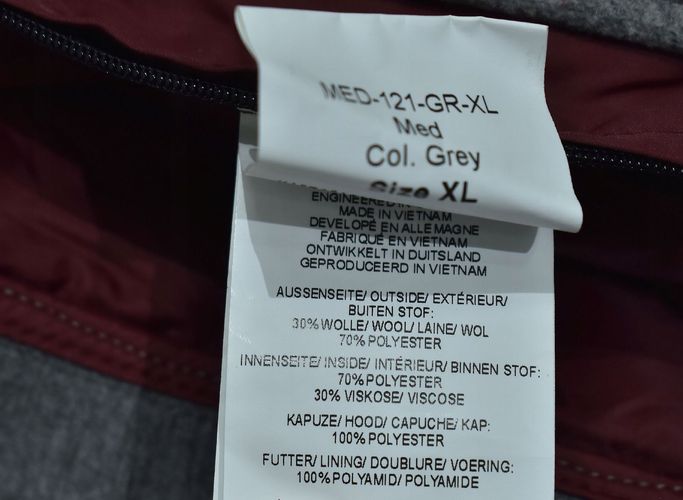 MED-121-GR-XL
Med
Col. Grey
Size XL
ENGINEERED
MADE IN VIETNAM
DEVELOPÉ EN ALLEMAGNE
FABRIQUÉ EN VIETNAM
ONTWIKKELT IN DUITSLAND
GEPRODUCEERD IN VIETNAM
AUSSENSEITE/ OUTSIDE/ EXTÉRIEUR/
BUITEN STOF:
30% WOLLE/ WOOL/ LAINE/ WOL
70% POLYESTER
INNENSEITE/ INSIDE/ INTÉRIEUR/ BINNEN STOF:
70% POLYESTER
30% VISKOSE/ VISCOSE
KAPUZE/ HOOD/ CAPUCHE/ KAP:
100% POLYESTER
FUTTER/ LINING/ DOUBLURE/ VOERING:
100% POLYAMID/ POLYAMIDE